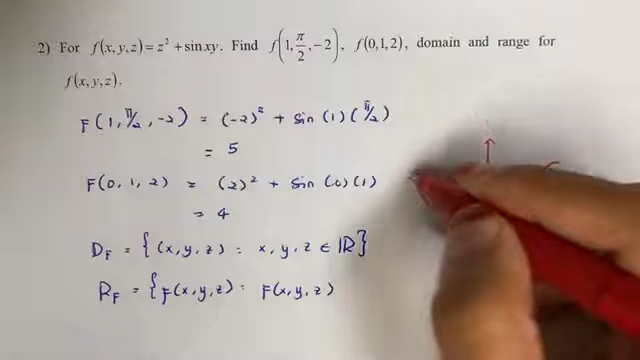 2) For f(x,y,z)=z² + sin xy. Find f(1, π/2, -2), f(0,1,2), domain and range for
f(x,y,z).
F(1, π/2, -2) = (-2)² + sin (1)(π/2)
= 5
F(0, 1, 2) = (2)² + sin (0)(1)
= 4
D_F = {(x,y,z) : x,y,z ∈ ℝ}
R_F = {f(x,y,z) : F(x,y,z)